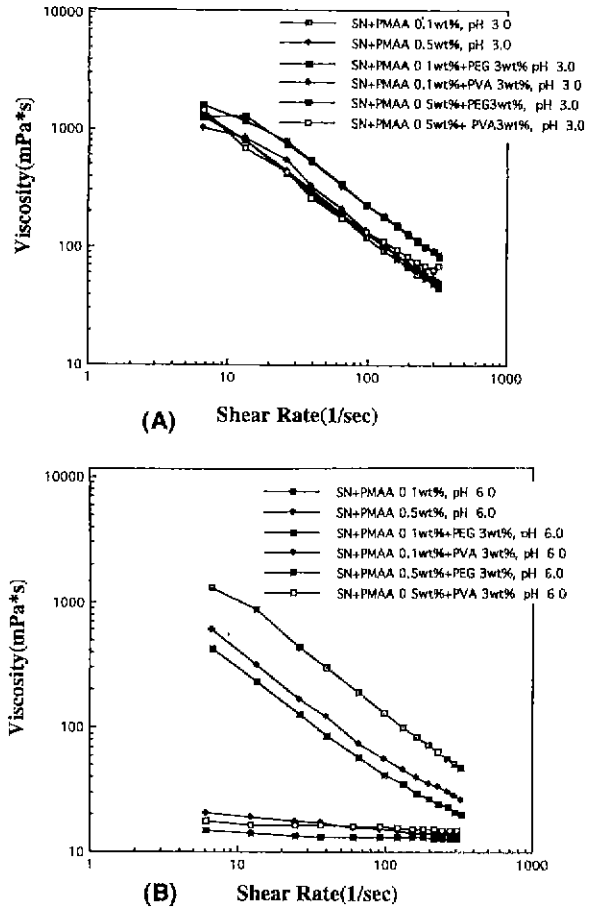 SN+PMAA 0.1wt%, pH 3.0
SN+PMAA 0.5wt%, pH 3.0
SN+PMAA 0 1wt%+PEG 3wt% pH 3.0
SN+PMAA 0.1wt%+PVA 3wt%, pH 3.0
SN+PMAA 0 5wt%+PEG3wt%, pH 3.0
SN+PMAA 0 5wt%+ PVA3wt%, pH 3.0
10000
1000
100
10
Viscosity(mPa*s)
1
10
100
1000
(A)
Shear Rate(1/sec)
SN+PMAA 0 1wt%, pH 6 0
SN+PMAA 0.5wt%, pH 6.0
SN+PMAA 0 1wt%+PEG 3wt%, pH 6.0
SN+PMAA 0.1wt%+PVA 3wt%, pH 6 0
SN+PMAA 0.5wt%+PEG 3wt%, pH 6.0
SN+PMAA 0 5wt%+PVA 3wt% pH 6 0
10000
1000
100
10
Viscosity(mPa*s)
1
10
100
1000
(B)
Shear Rate(1/sec)